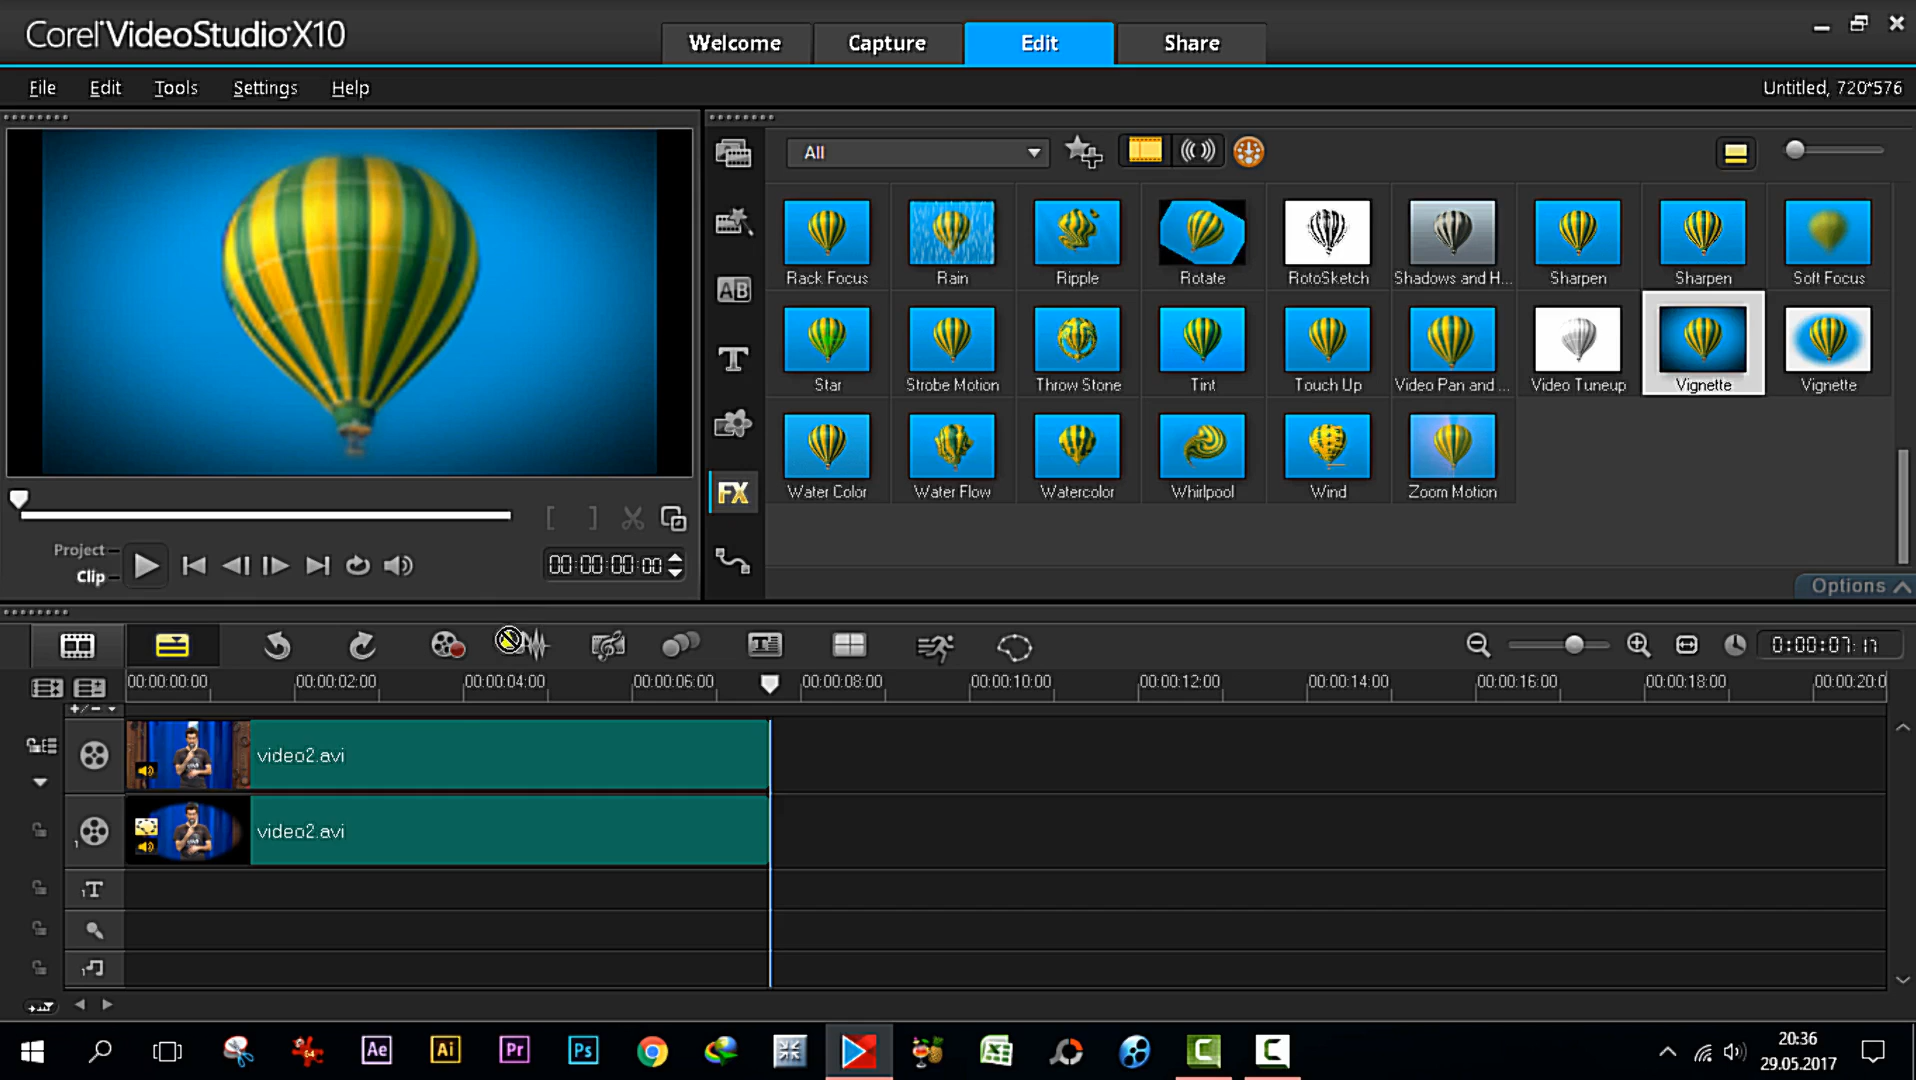 Corel VideoStudio X10
Welcome
Capture
Edit
Share
File
Edit
Tools
Settings
Help
Untitled, 720*576
All
AB
T
FX
Rack Focus
Rain
Ripple
Rotate
RotoSketch
Shadows and H...
Sharpen
Sharpen
Soft Focus
Star
Strobe Motion
Throw Stone
Tint
Touch Up
Video Pan and ...
Video Tuneup
Vignette
Vignette
Water Color
Water Flow
Watercolor
Whirlpool
Wind
Zoom Motion
Project
Clip
00:00:00:00
Options
0:00:07:17
00:00:00:00
00:00:02:00
00:00:04:00
00:00:06:00
00:00:08:00
00:00:10:00
00:00:12:00
00:00:14:00
00:00:16:00
00:00:18:00
00:00:20:0
video2.avi
1
video2.avi
1T
1
Ae
Ai
Pr
Ps
C
C
20:36
29.05.2017